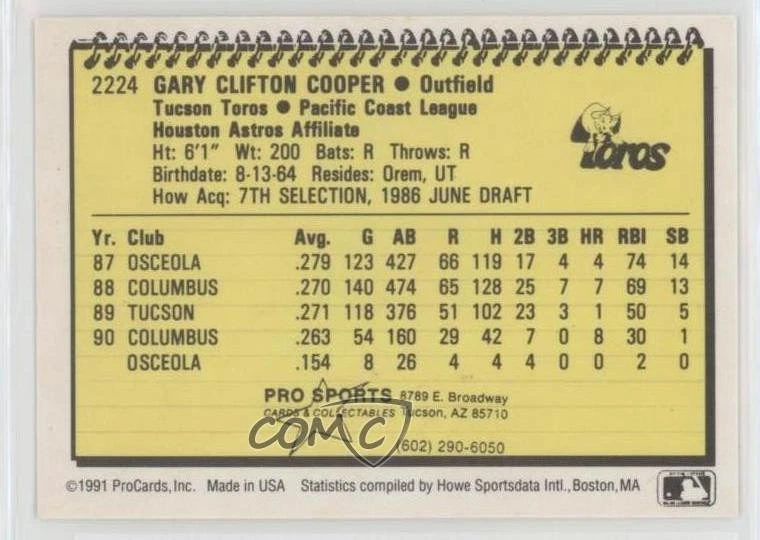 2224 GARY CLIFTON COOPER ● Outfield
Tucson Toros ● Pacific Coast League
Houston Astros Affiliate
Ht: 6'1" Wt: 200 Bats: R Throws: R
Birthdate: 8-13-64 Resides: Orem, UT
How Acq: 7TH SELECTION, 1986 JUNE DRAFT
Toros
Yr. Club Avg. G AB R H 2B 3B HR RBI SB
87 OSCEOLA .279 123 427 66 119 17 4 4 74 14
88 COLUMBUS .270 140 474 65 128 25 7 7 69 13
89 TUCSON .271 118 376 51 102 23 3 1 50 5
90 COLUMBUS .263 54 160 29 42 7 0 8 30 1
OSCEOLA .154 8 26 4 4 4 0 0 2 0
PRO SPORTS 8789 E. Broadway
CARDS & COLLECTABLES Tucson, AZ 85710
COMC
(602) 290-6050
©1991 ProCards, Inc. Made in USA Statistics compiled by Howe Sportsdata Intl., Boston, MA